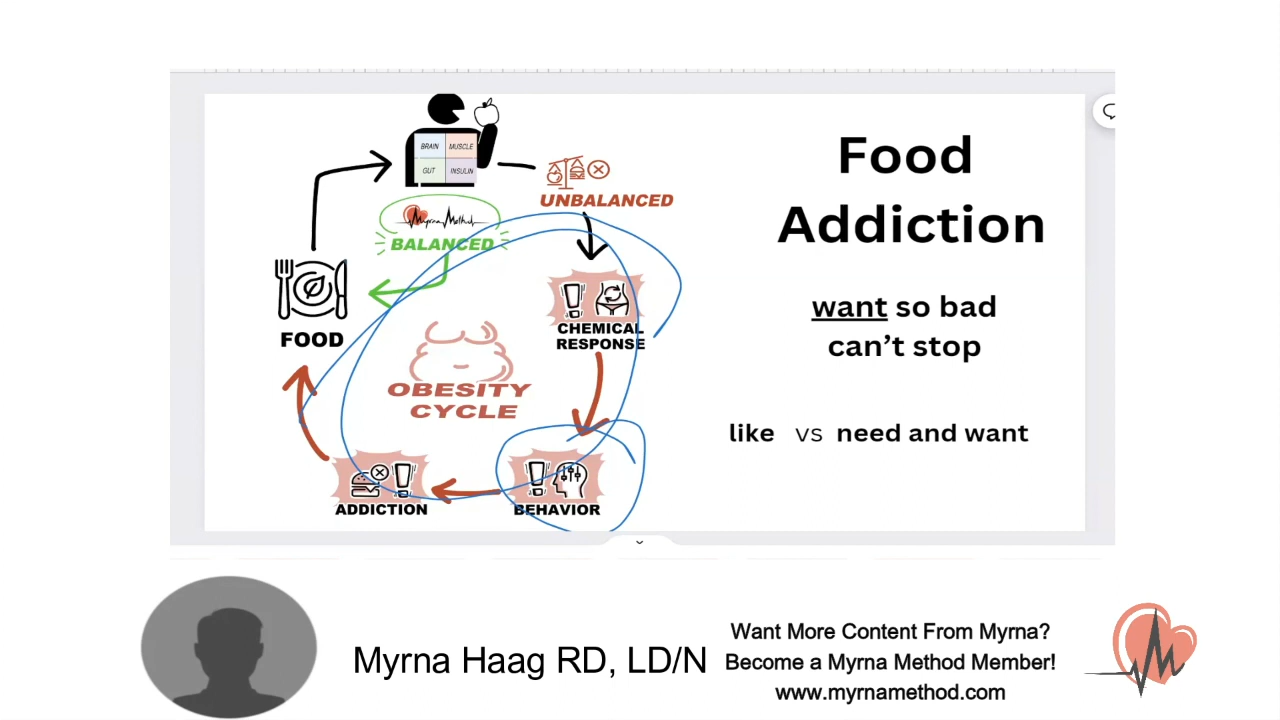 BRAIN MUSCLE
GUT INSULIN
UNBALANCED
Myrna Method
BALANCED
FOOD
CHEMICAL
RESPONSE
OBESITY
CYCLE
ADDICTION
BEHAVIOR
Food
Addiction
want so bad
can't stop
like vs need and want
Myrna Haag RD, LD/N
Want More Content From Myrna?
Become a Myrna Method Member!
www.myrnamethod.com